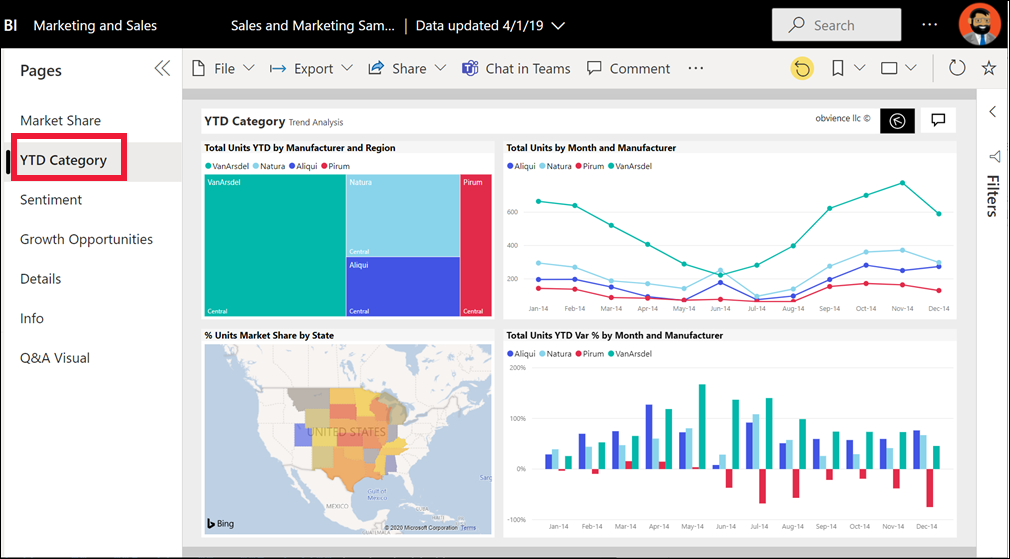 BI Marketing and Sales Sales and Marketing Sam... | Data updated 4/1/19 Search ...
Pages
File Export Share Chat in Teams Comment ...
Market Share
YTD Category
Sentiment
Growth Opportunities
Details
Info
Q&A Visual
YTD Category Trend Analysis
obvience llc ©
Filters
Total Units YTD by Manufacturer and Region
VanArsdel Natura Aliqui Pirum
VanArsdel
Natura
Pirum
Central
Aliqui
Central
Central
Central
Total Units by Month and Manufacturer
Aliqui Natura Pirum VanArsdel
600
400
200
Jan-14 Feb-14 Mar-14 Apr-14 May-14 Jun-14 Jul-14 Aug-14 Sep-14 Oct-14 Nov-14 Dec-14
% Units Market Share by State
UNITED STATES
Gulf of
Mexico
MEXICO
CUBA
GUATEMALA
Sarg
Bing
© 2020 Microsoft Corporation Terms
Total Units YTD Var % by Month and Manufacturer
Aliqui Natura Pirum VanArsdel
200%
100%
0%
-100%
Jan-14 Feb-14 Mar-14 Apr-14 May-14 Jun-14 Jul-14 Aug-14 Sep-14 Oct-14 Nov-14 Dec-14